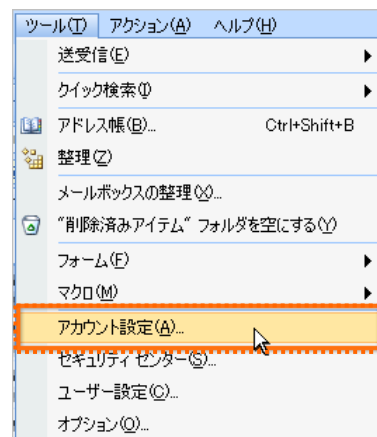 ツール(T) アクション(A) ヘルプ(H)
送受信(E)
クイック検索(I)
アドレス帳(B)... Ctrl+Shift+B
整理(Z)
メールボックスの整理(X)...
"削除済みアイテム" フォルダを空にする(Y)
フォーム(F)
マクロ(M)
アカウント設定(A)...
セキュリティ センター(S)...
ユーザー設定(C)...
オプション(O)...